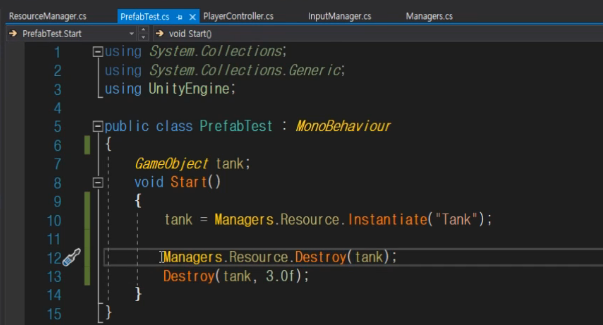 ResourceManager.cs PrefabTest.cs PlayerController.cs InputManager.cs Managers.cs
PrefabTest.Start void Start()
1 using System.Collections;
2 using System.Collections.Generic;
3 using UnityEngine;
4
5 public class PrefabTest : MonoBehaviour
6 {
7 GameObject tank;
8 void Start()
9 {
10 tank = Managers.Resource.Instantiate("Tank");
11
12 Managers.Resource.Destroy(tank);
13 Destroy(tank, 3.0f);
14 }
15 }